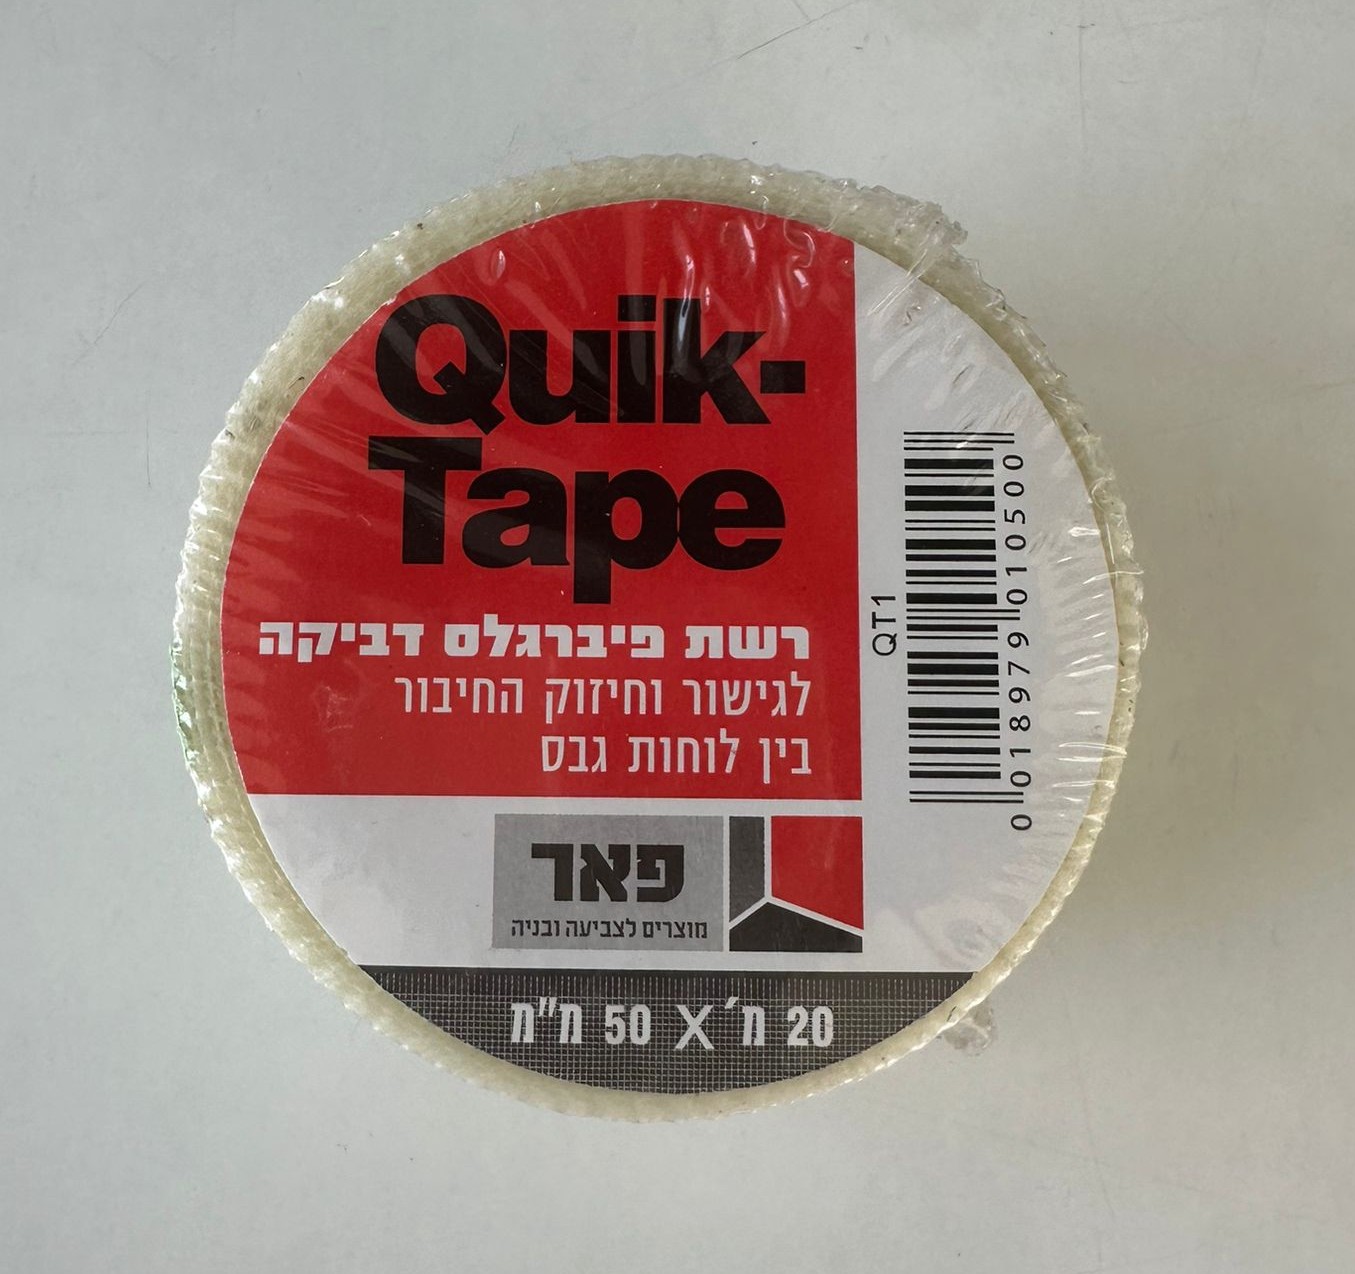 Quik-
Tape
רשת פיברגלס דביקה
לגישור וחיזוק החיבור
בין לוחות גבס
פאר
מוצרים לצביעה ובניה
20 מ' X 50 מ"מ
QT1
0 018979 010500